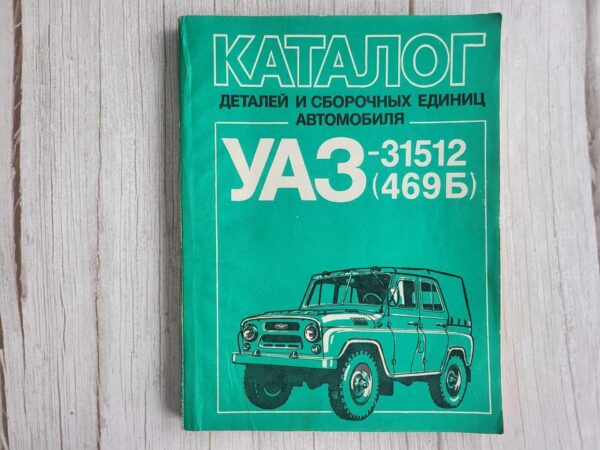 КАТАЛОГ
ДЕТАЛЕЙ И СБОРОЧНЫХ ЕДИНИЦ
АВТОМОБИЛЯ
УАЗ-31512
(469Б)